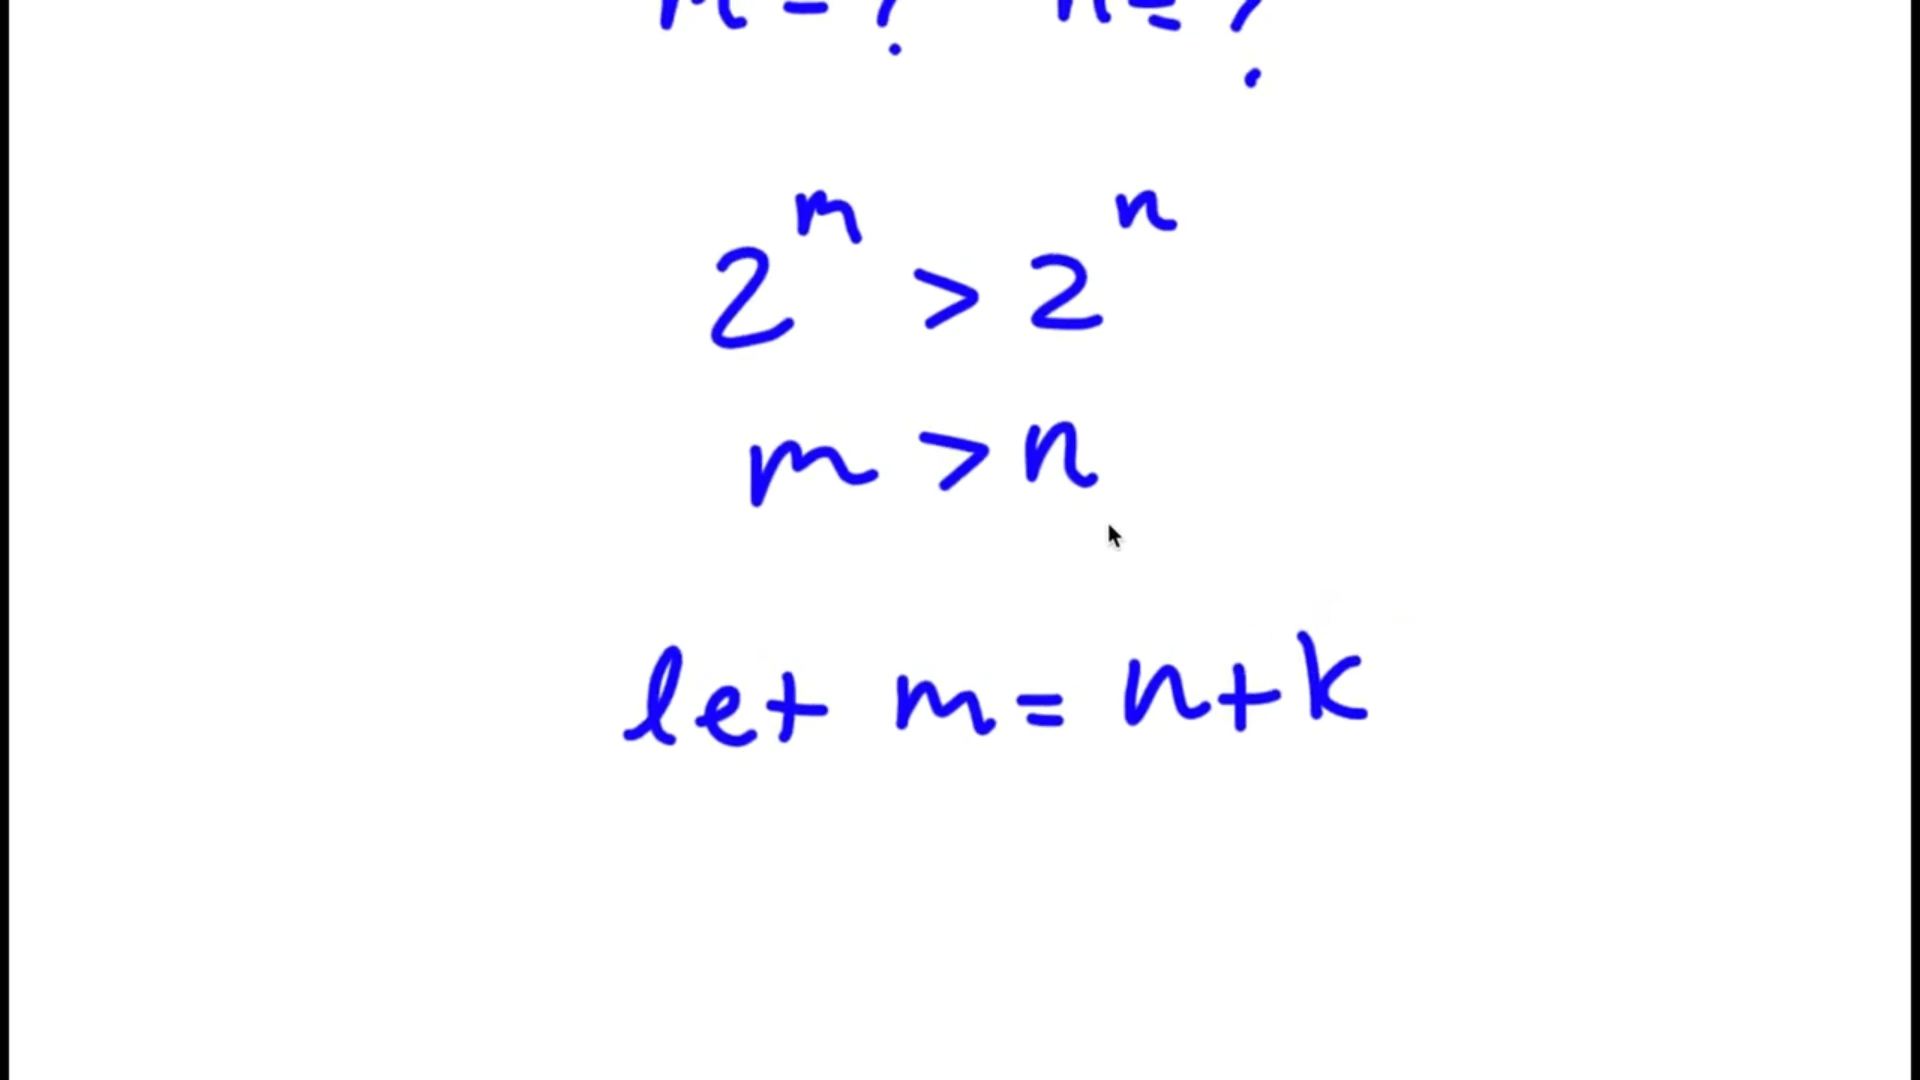 m = ? n = ?
2^m > 2^n
m > n
let m = n+k